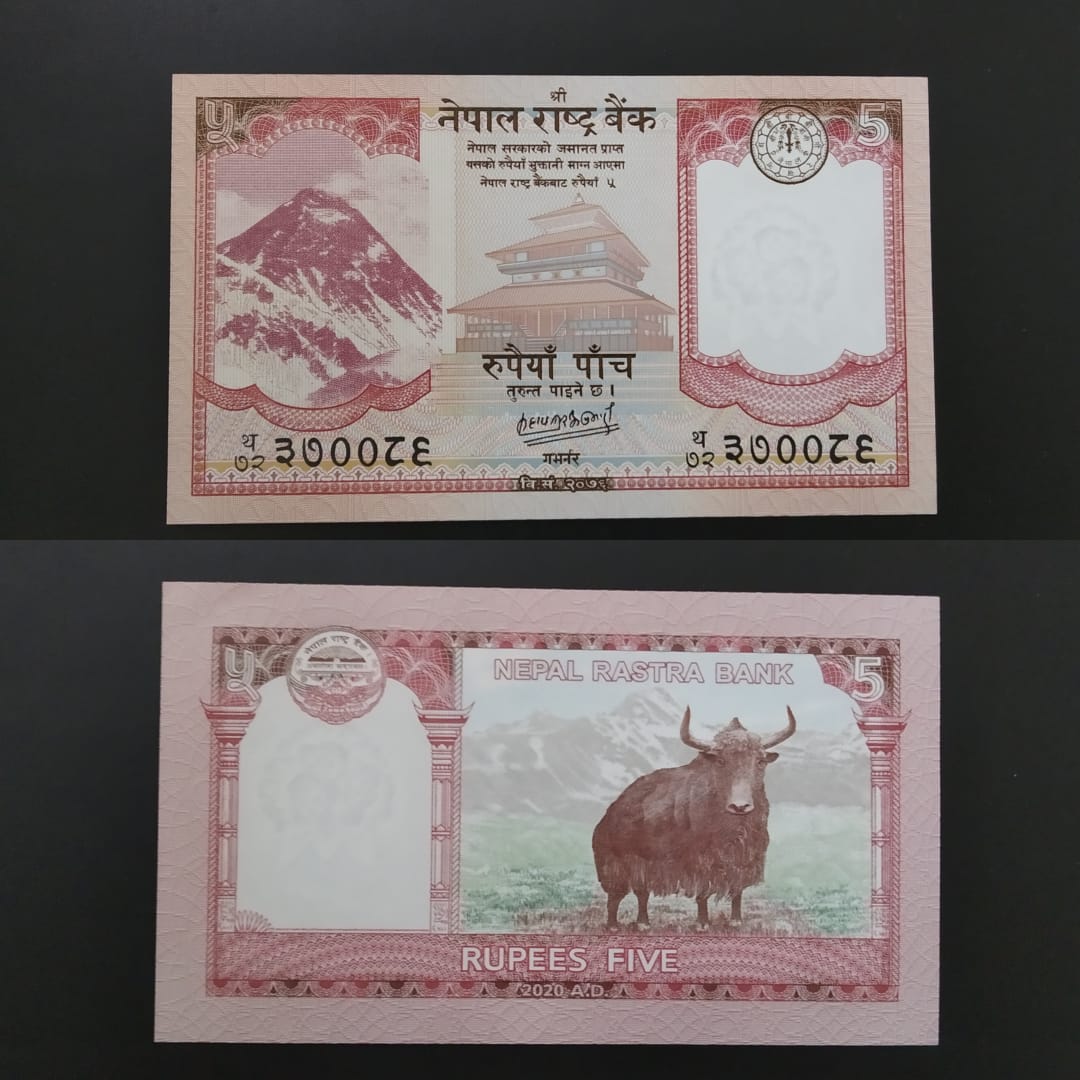 ५
श्री
नेपाल राष्ट्र बैंक
5
नेपाल सरकारको जमानत प्राप्त
यसको रुपैयाँ भुक्तानी माग्न आएमा
नेपाल राष्ट्र बैंकबाट रुपैयाँ ५
रुपैयाँ पाँच
तुरुन्त पाइने छ ।
गभर्नर
थ
७२ ३७००८६
थ
७२ ३७००८६
वि.सं. २०७६
५
नेपाल राष्ट्र बैंक
NEPAL RASTRA BANK
5
RUPEES FIVE
2020 A.D.